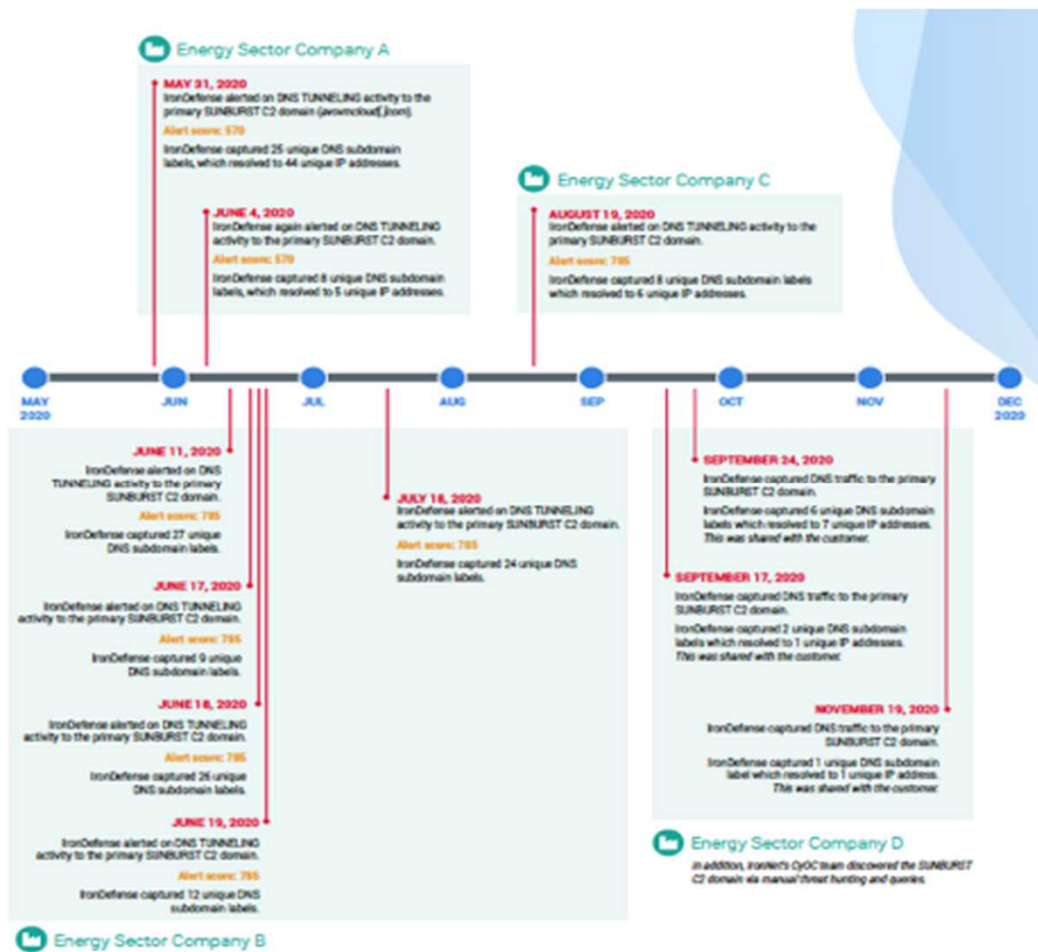 Energy Sector Company A
MAY 31, 2020
IronDefense alerted on DNS TUNNELING activity to the
primary SUNBURST C2 domain (avsvmcloud[.]com).
Alert score: 570
IronDefense captured 25 unique DNS subdomain
labels, which resolved to 44 unique IP addresses.
JUNE 4, 2020
IronDefense again alerted on DNS TUNNELING
activity to the primary SUNBURST C2 domain.
Alert score: 570
IronDefense captured 8 unique DNS subdomain
labels, which resolved to 5 unique IP addresses.
Energy Sector Company C
AUGUST 19, 2020
IronDefense alerted on DNS TUNNELING activity to the
primary SUNBURST C2 domain.
Alert score: 785
IronDefense captured 8 unique DNS subdomain labels
which resolved to 6 unique IP addresses.
MAY
2020
JUN
JUL
AUG
SEP
OCT
NOV
DEC
2020
JUNE 11, 2020
IronDefense alerted on DNS
TUNNELING activity to the primary
SUNBURST C2 domain.
Alert score: 785
IronDefense captured 27 unique
DNS subdomain labels.
JUNE 17, 2020
IronDefense alerted on DNS TUNNELING
activity to the primary SUNBURST C2 domain.
Alert score: 785
IronDefense captured 9 unique
DNS subdomain labels.
JUNE 18, 2020
IronDefense alerted on DNS TUNNELING
activity to the primary SUNBURST C2 domain.
Alert score: 785
IronDefense captured 26 unique
DNS subdomain labels.
JUNE 19, 2020
IronDefense alerted on DNS TUNNELING
activity to the primary SUNBURST C2 domain.
Alert score: 785
IronDefense captured 12 unique DNS
subdomain labels.
Energy Sector Company B
JULY 18, 2020
IronDefense alerted on DNS TUNNELING
activity to the primary SUNBURST C2 domain.
Alert score: 785
IronDefense captured 24 unique DNS
subdomain labels.
SEPTEMBER 24, 2020
IronDefense captured DNS traffic to the primary
SUNBURST C2 domain.
IronDefense captured 6 unique DNS subdomain
labels which resolved to 7 unique IP addresses.
This was shared with the customer.
SEPTEMBER 17, 2020
IronDefense captured DNS traffic to the primary
SUNBURST C2 domain.
IronDefense captured 2 unique DNS subdomain
labels which resolved to 1 unique IP addresses.
This was shared with the customer.
NOVEMBER 19, 2020
IronDefense captured DNS traffic to the primary
SUNBURST C2 domain.
IronDefense captured 1 unique DNS subdomain
label which resolved to 1 unique IP address.
This was shared with the customer.
Energy Sector Company D
In addition, IronNet's CyOC team discovered the SUNBURST
C2 domain via manual threat hunting and queries.